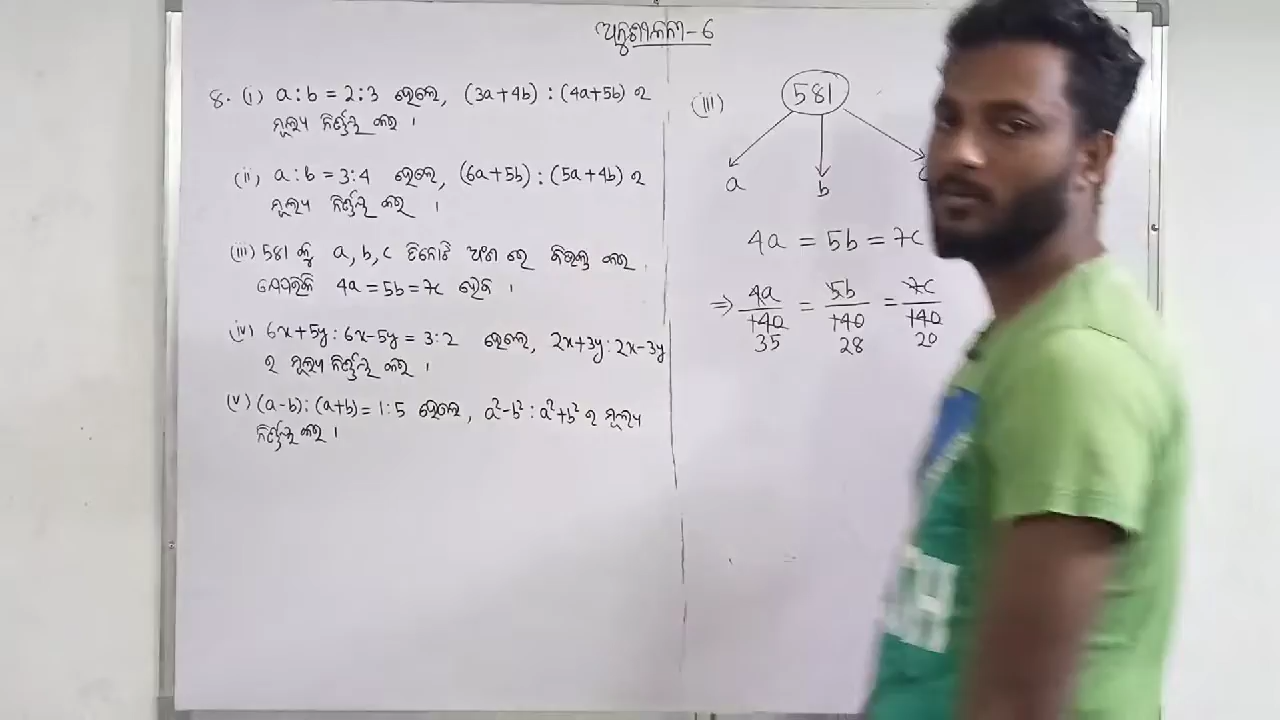 ଅନୁଶୀଳନୀ-6
8. (i) a:b = 2:3 ହେଲେ, (3a+4b) : (4a+5b) ର
ମୂଲ୍ୟ ନିର୍ଣ୍ଣୟ କର ।
(ii) a:b = 3:4 ହେଲେ, (6a+5b) : (5a+4b) ର
ମୂଲ୍ୟ ନିର୍ଣ୍ଣୟ କର ।
(iii) 581 କୁ a, b, c ତିନୋଟି ଅଂଶ ରେ ବିଭକ୍ତ କର
ଯେପରିକି 4a = 5b = 7c ହେବ ।
(iv) 6x+5y : 6x-5y = 3:2 ହେଲେ, 2x+3y : 2x-3y
ର ମୂଲ୍ୟ ନିର୍ଣ୍ଣୟ କର ।
(v) (a-b) : (a+b) = 1:5 ହେଲେ, a²-b² : a²+b² ର ମୂଲ୍ୟ
ନିର୍ଣ୍ଣୟ କର ।
(iii) 581
a b
4a = 5b = 7c
⇒ 4a/140 = 5b/140 = 7c/140
35 28 20